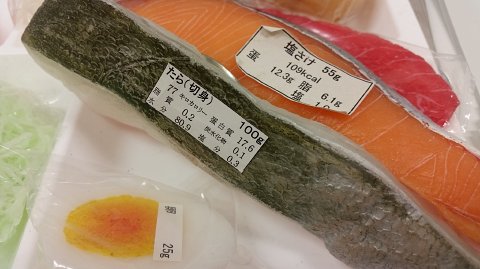 塩さけ 55g
109kcal
蛋 12.3g 脂 6.1g
塩
たら(切身) 100g
77 キロカロリー 蛋白質 17.6
脂質 0.2 炭水化物 0.1
水分 80.9 塩分 0.3
25g